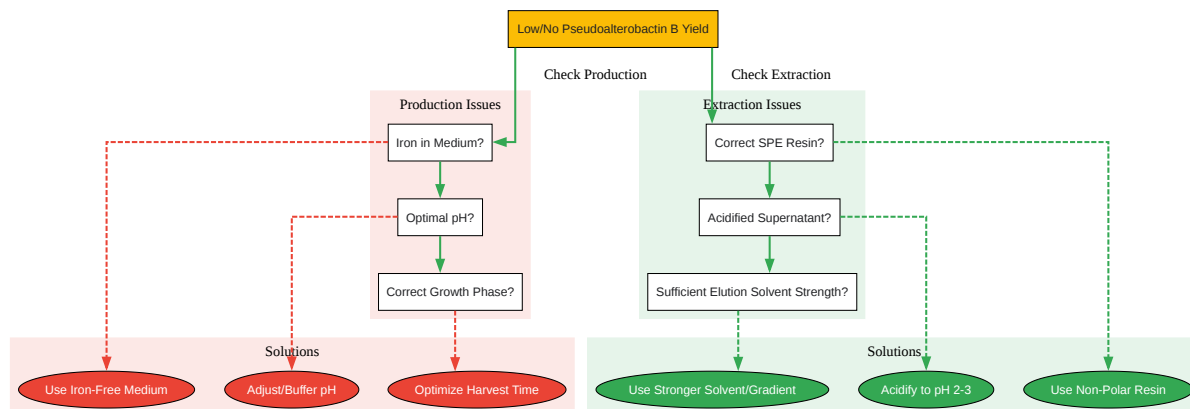 Low/No Pseudoalterobactin B Yield
Check Production
Check Extraction
Production Issues
Extraction Issues
Iron in Medium?
Correct SPE Resin?
Optimal pH?
Acidified Supernatant?
Correct Growth Phase?
Sufficient Elution Solvent Strength?
Solutions
Solutions
Use Iron-Free Medium
Adjust/Buffer pH
Optimize Harvest Time
Use Stronger Solvent/Gradient
Acidify to pH 2-3
Use Non-Polar Resin